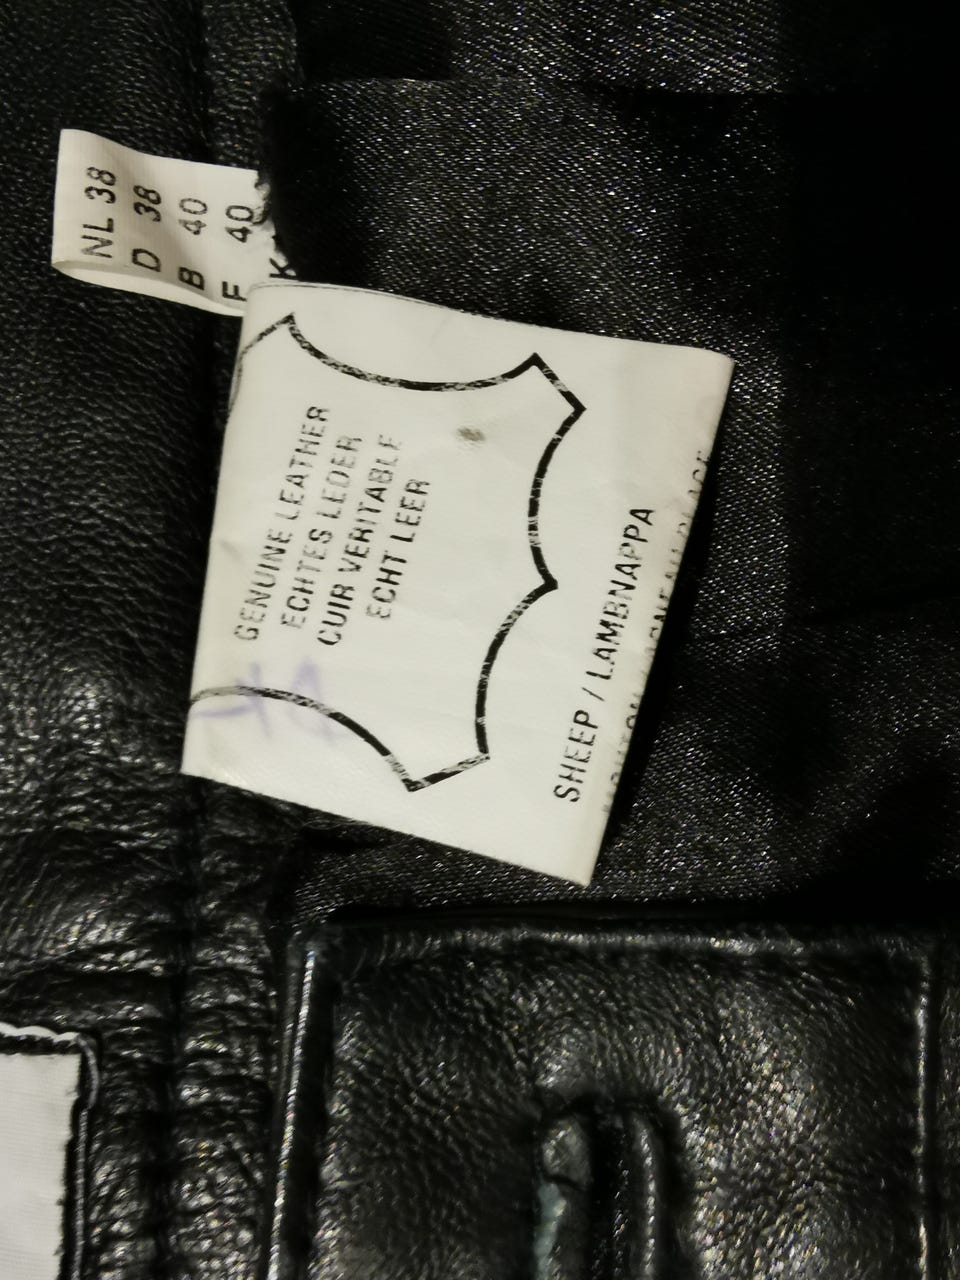 NL 38
D 38
B 40
F 40
K
GENUINE LEATHER
ECHTES LEDER
CUIR VERITABLE
ECHT LEER
SHEEP / LAMBNAPPA